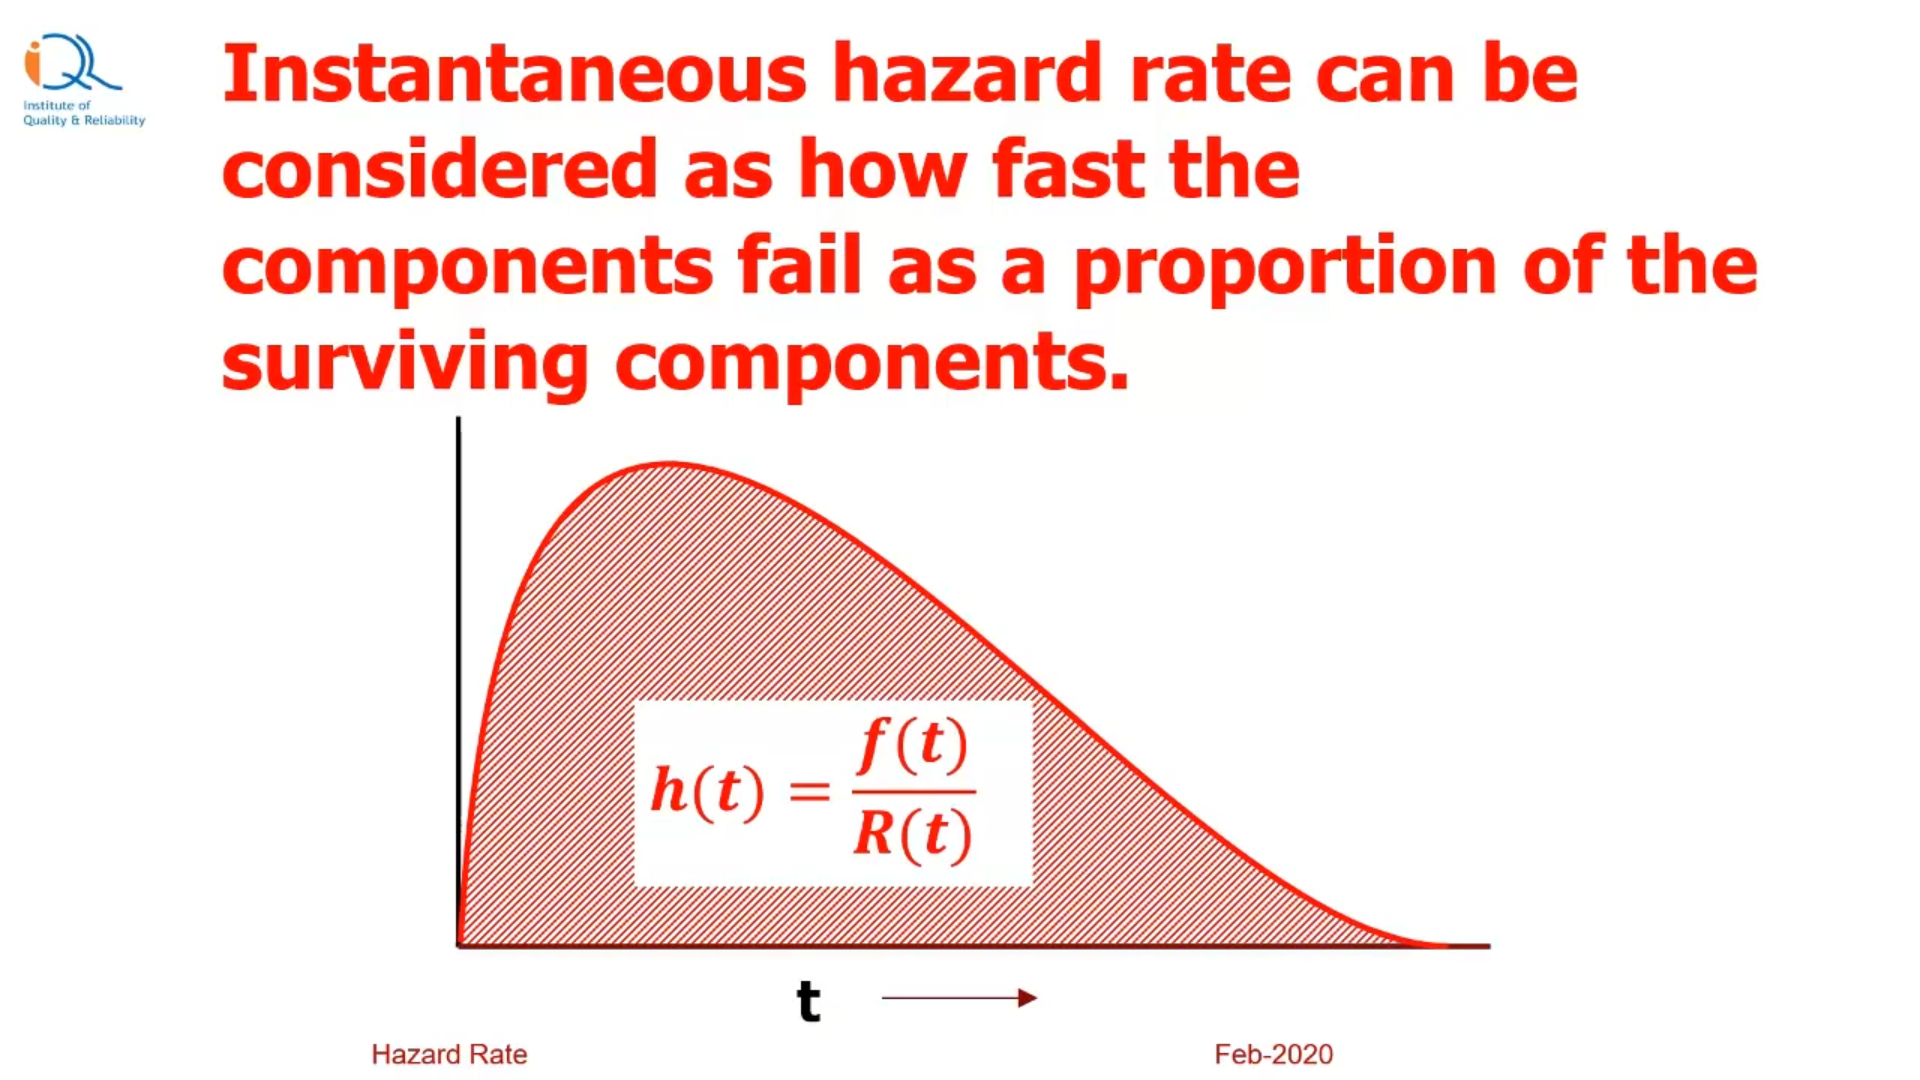 Institute of
Quality & Reliability
Instantaneous hazard rate can be
considered as how fast the
components fail as a proportion of the
surviving components.
h(t) = f(t) / R(t)
t
Hazard Rate
Feb-2020